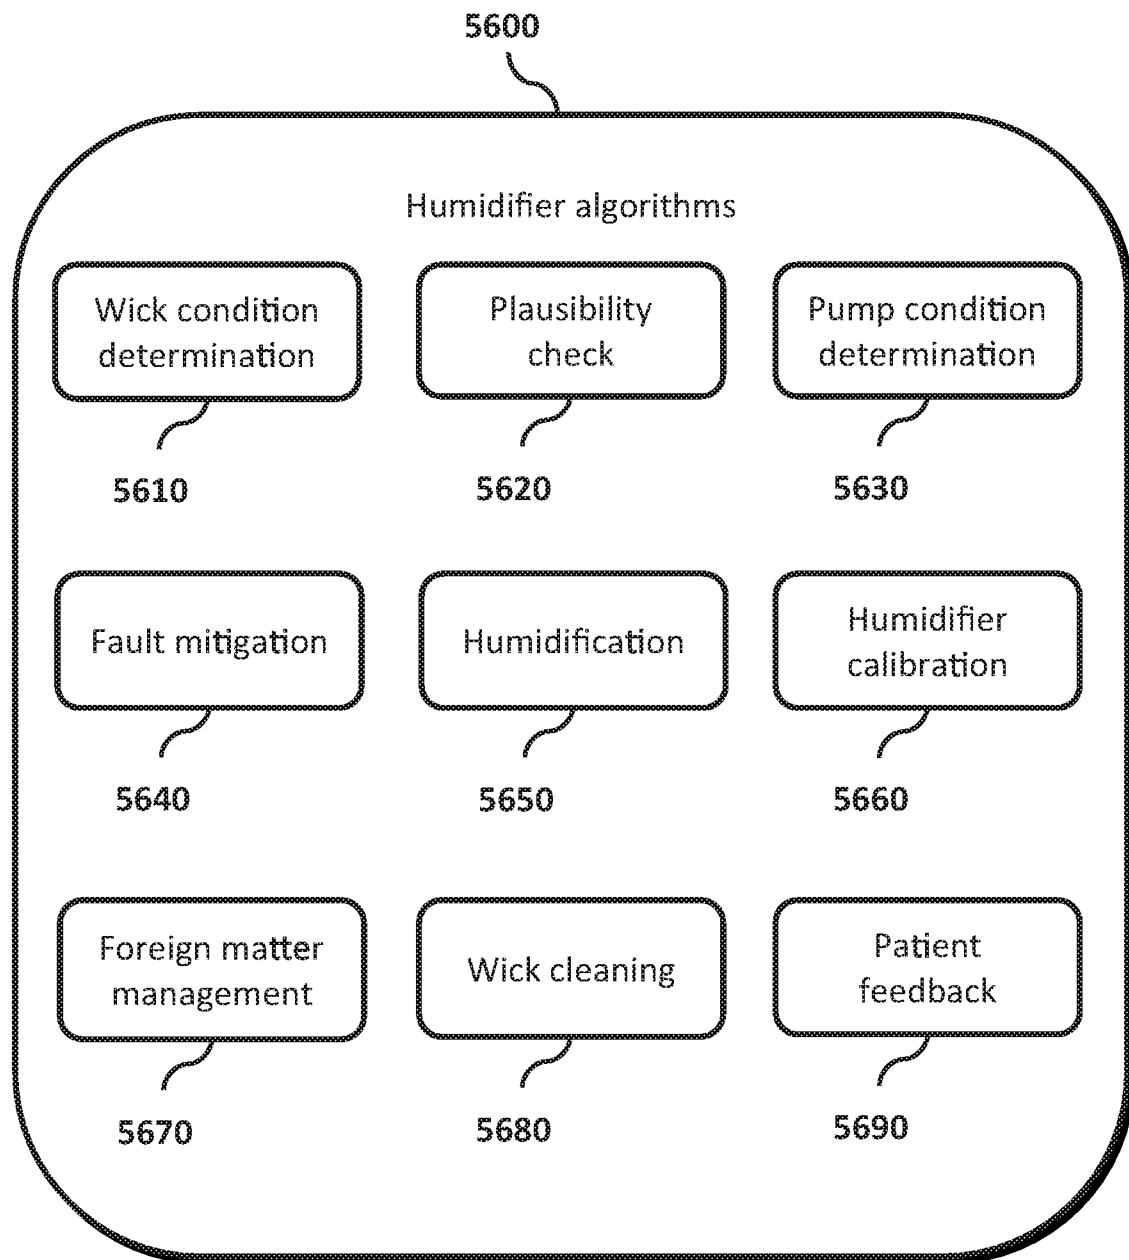 5600
Humidifier algorithms
Wick condition
determination
5610
Plausibility
check
5620
Pump condition
determination
5630
Fault mitigation
5640
Humidification
5650
Humidifier
calibration
5660
Foreign matter
management
5670
Wick cleaning
5680
Patient
feedback
5690